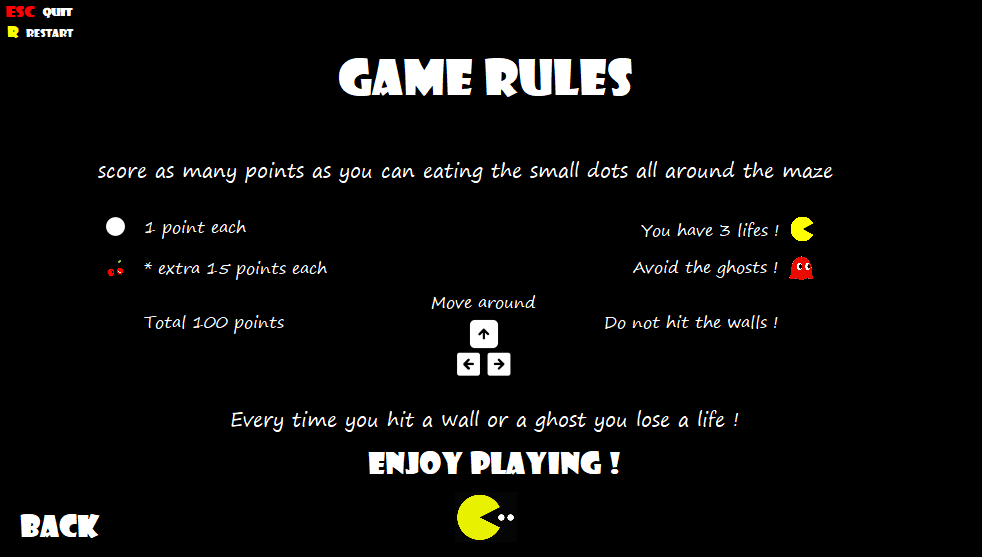 ESC QUIT
R RESTART
GAME RULES
score as many points as you can eating the small dots all around the maze
1 point each
You have 3 lifes !
* extra 15 points each
Avoid the ghosts !
Move around
Total 100 points
Do not hit the walls !
Every time you hit a wall or a ghost you lose a life !
ENJOY PLAYING !
BACK